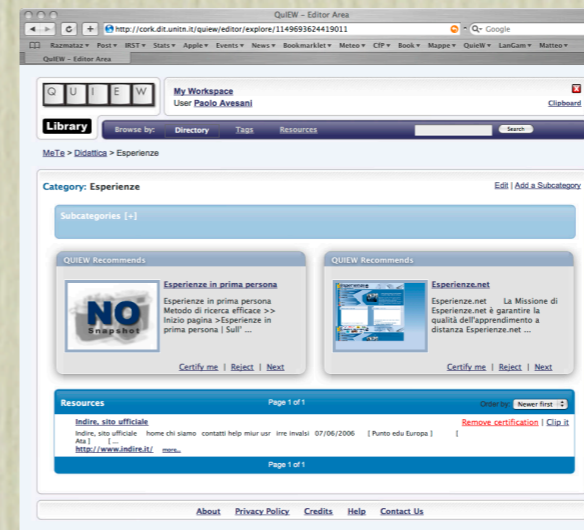 QuIEW – Editor Area
http://cork.dit.unitn.it/quiew/editor/explore/1149693624419011
Q- Google
Razmataz Post IRST Stats Apple Events News Bookmarklet Meteo CfP Book Mappe QuieW LanGam Matteo
QuIEW – Editor Area
Q U I E W
My Workspace
User Paolo Avesani
Clipboard
Library
Browse by: Directory Tags Resources
Search
MeTe > Didattica > Esperienze
Category: Esperienze
Edit | Add a Subcategory
Subcategories [+]
QUIEW Recommends
NO
Snapshot
Esperienze in prima persona
Esperienze in prima persona
Metodo di ricerca efficace >>
Inizio pagina >Esperienze in
prima persona | Sull' ...
Certify me | Reject | Next
QUIEW Recommends
Esperienze.net
Esperienze.net La Missione di
Esperienze.net è garantire la
qualità dell'apprendimento a
distanza Esperienze.net ...
Certify me | Reject | Next
Resources Page 1 of 1 Order by: Newer first
Indire, sito ufficiale
Remove certification | Clip it
Indire, sito ufficiale home chi siamo contatti help miur usr irre invalsi 07/06/2006 [ Punto edu Europa ] [
Ata ] [ ...
http://www.indire.it/ more..
Page 1 of 1
About Privacy Policy Credits Help Contact Us